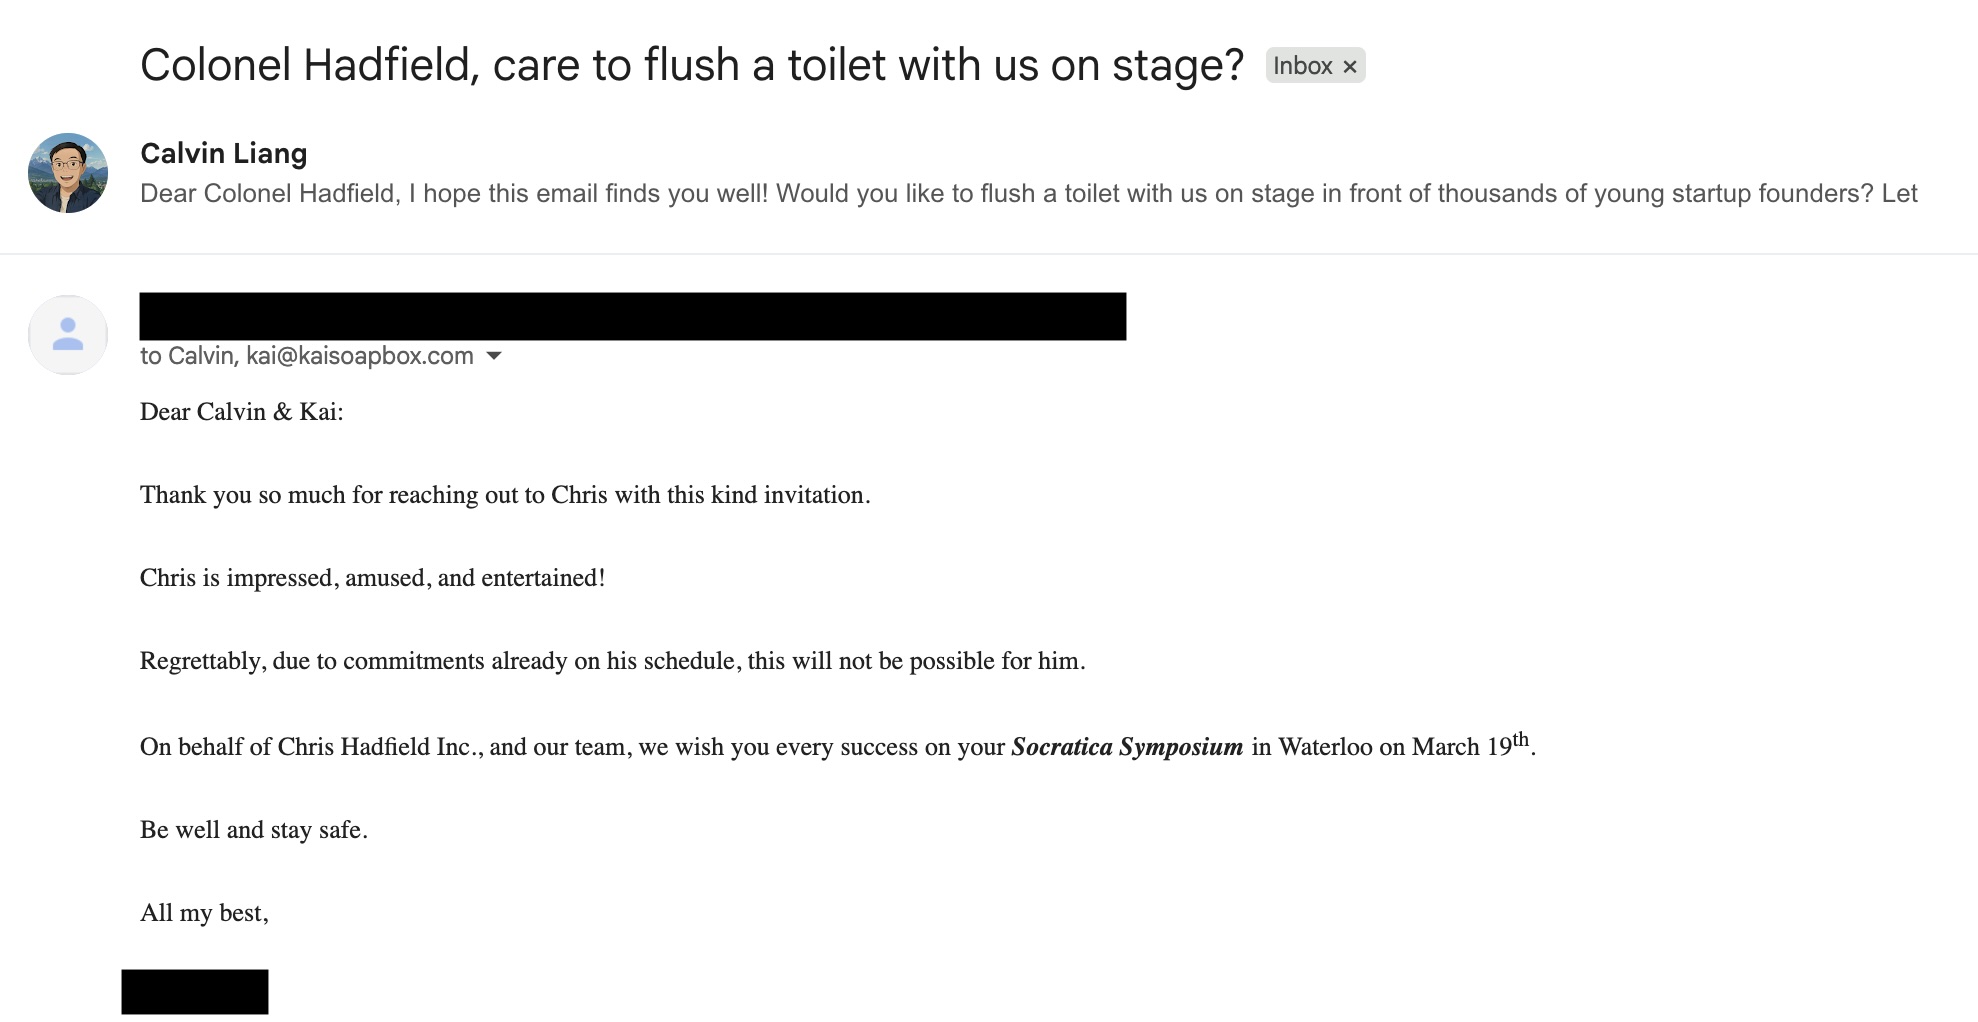 Colonel Hadfield, care to flush a toilet with us on stage? Inbox ×
Calvin Liang
Dear Colonel Hadfield, I hope this email finds you well! Would you like to flush a toilet with us on stage in front of thousands of young startup founders? Let
to Calvin, kai@kaisoapbox.com
Dear Calvin & Kai:
Thank you so much for reaching out to Chris with this kind invitation.
Chris is impressed, amused, and entertained!
Regrettably, due to commitments already on his schedule, this will not be possible for him.
On behalf of Chris Hadfield Inc., and our team, we wish you every success on your Socratica Symposium in Waterloo on March 19th.
Be well and stay safe.
All my best,